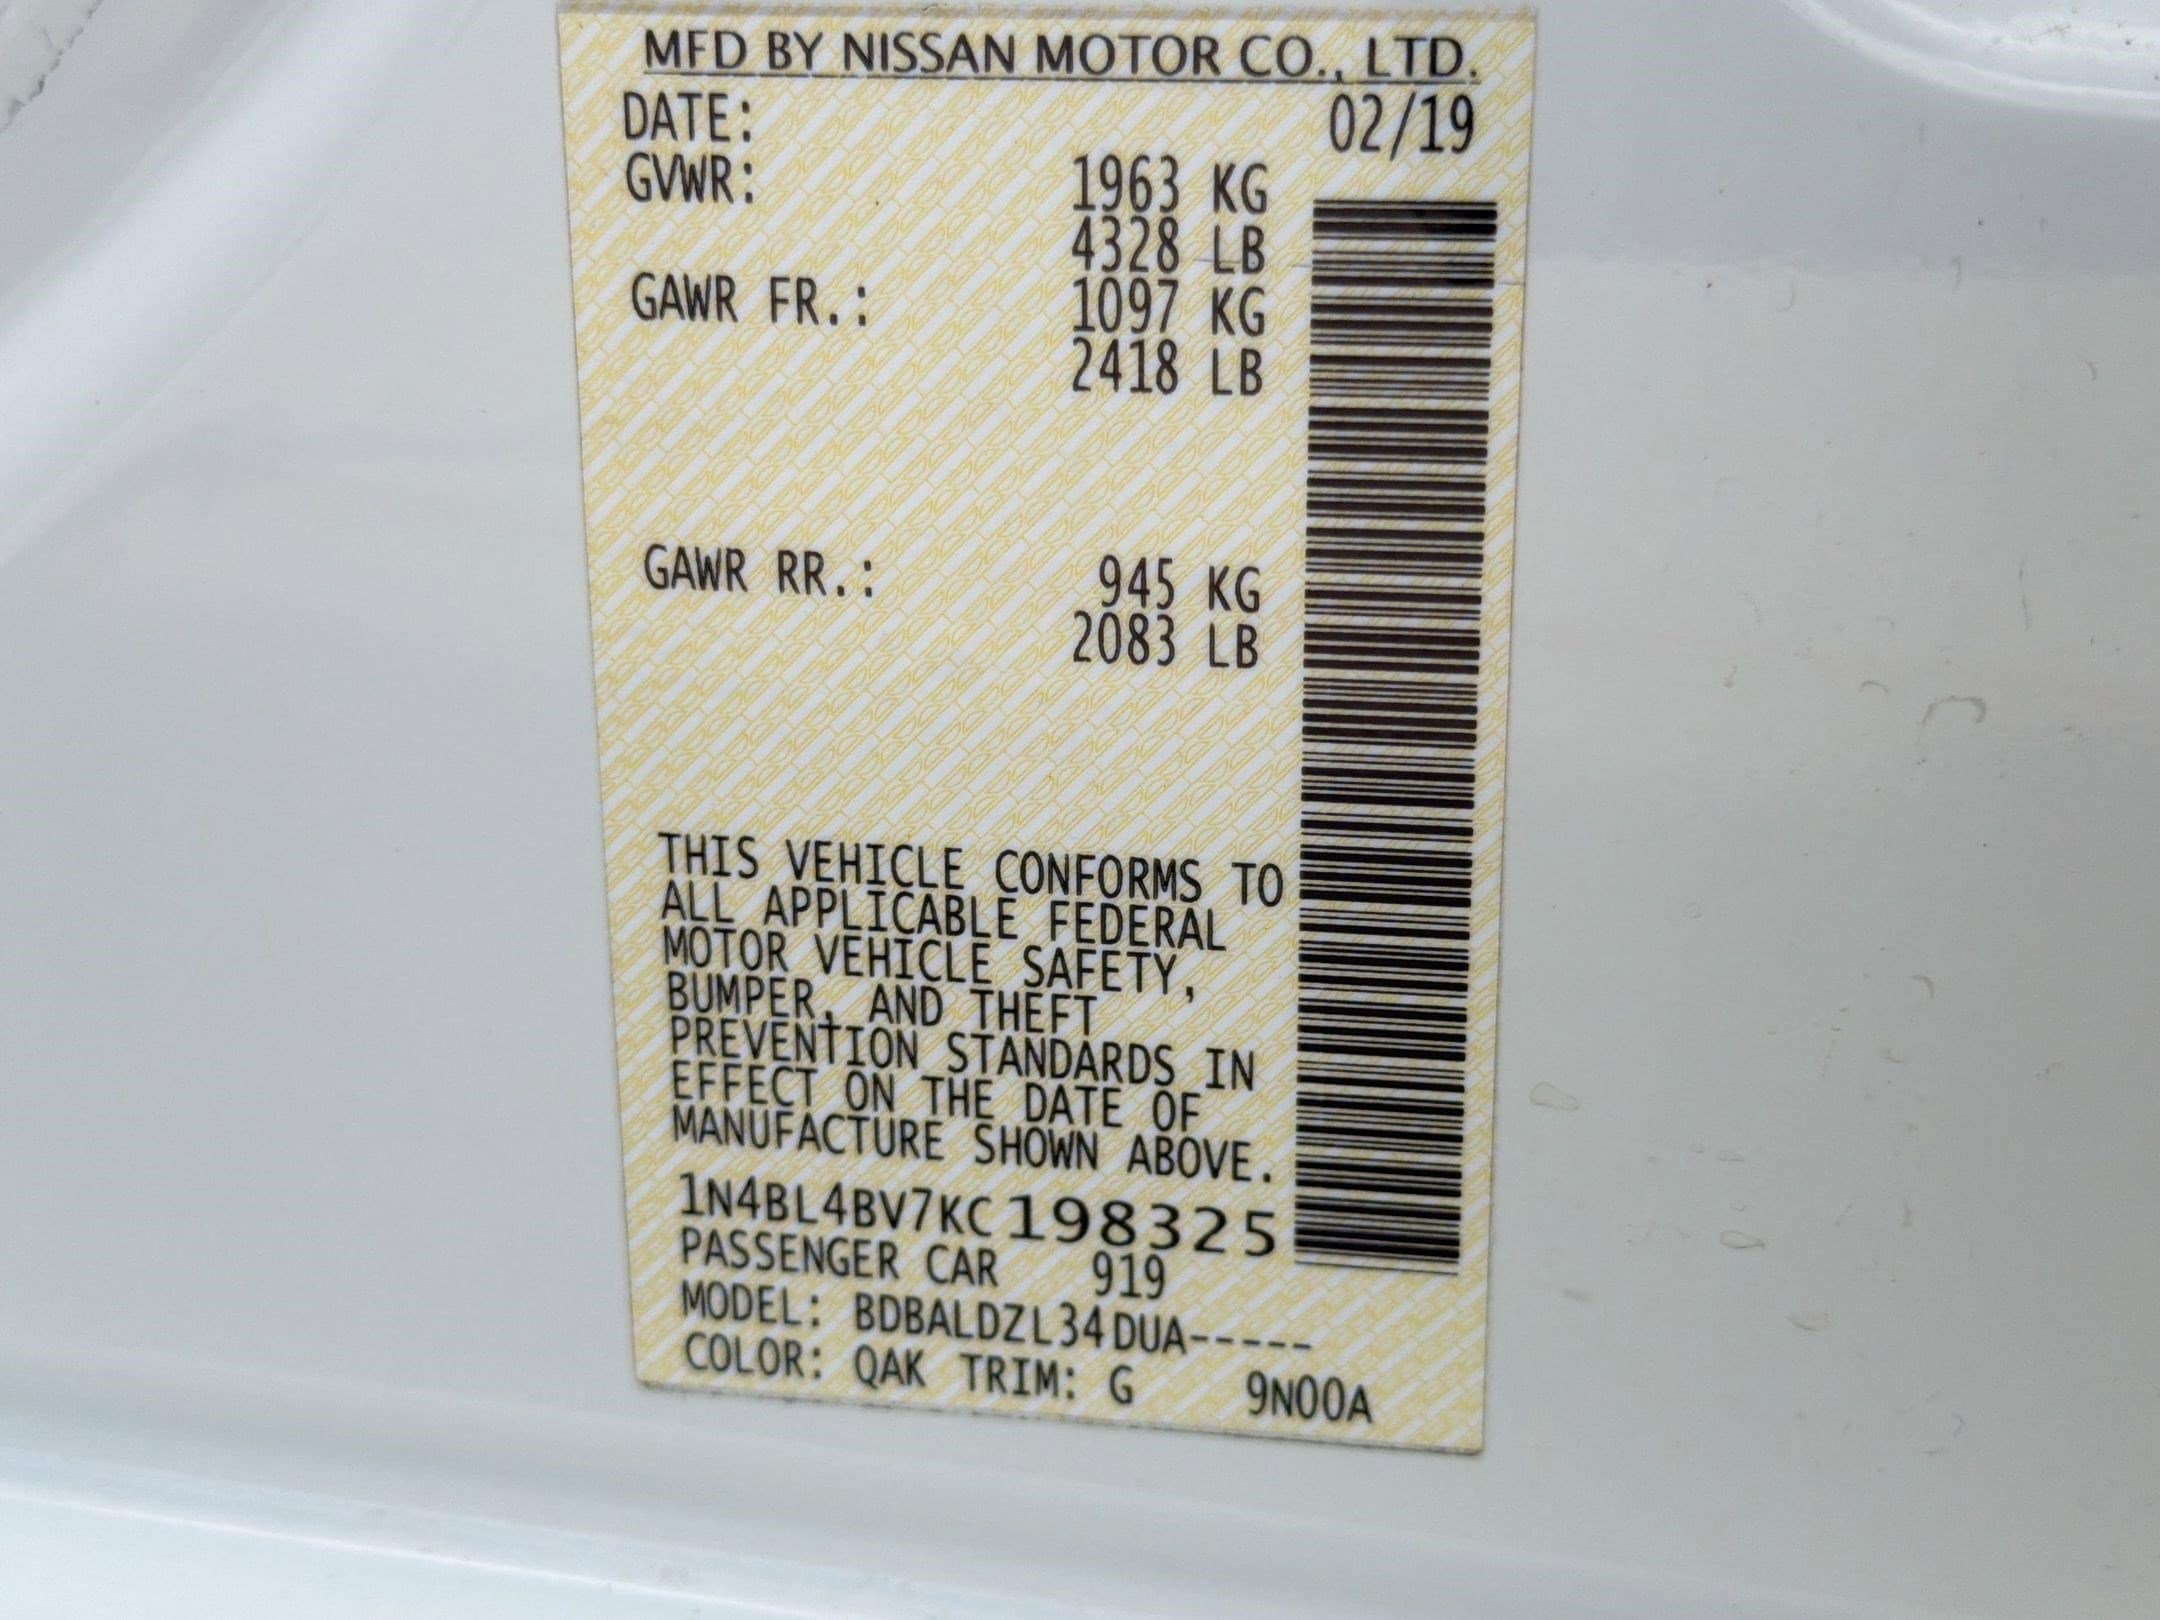 MFD BY NISSAN MOTOR CO., LTD.
DATE: 02/19
GVWR: 1963 KG
4328 LB
GAWR FR.: 1097 KG
2418 LB
GAWR RR.: 945 KG
2083 LB
THIS VEHICLE CONFORMS TO
ALL APPLICABLE FEDERAL
MOTOR VEHICLE SAFETY,
BUMPER, AND THEFT
PREVENTION STANDARDS IN
EFFECT ON THE DATE OF
MANUFACTURE SHOWN ABOVE.
1N4BL4BV7KC198325
PASSENGER CAR 919
MODEL: BDBALDZL34DUA-----
COLOR: QAK TRIM: G 9N00A